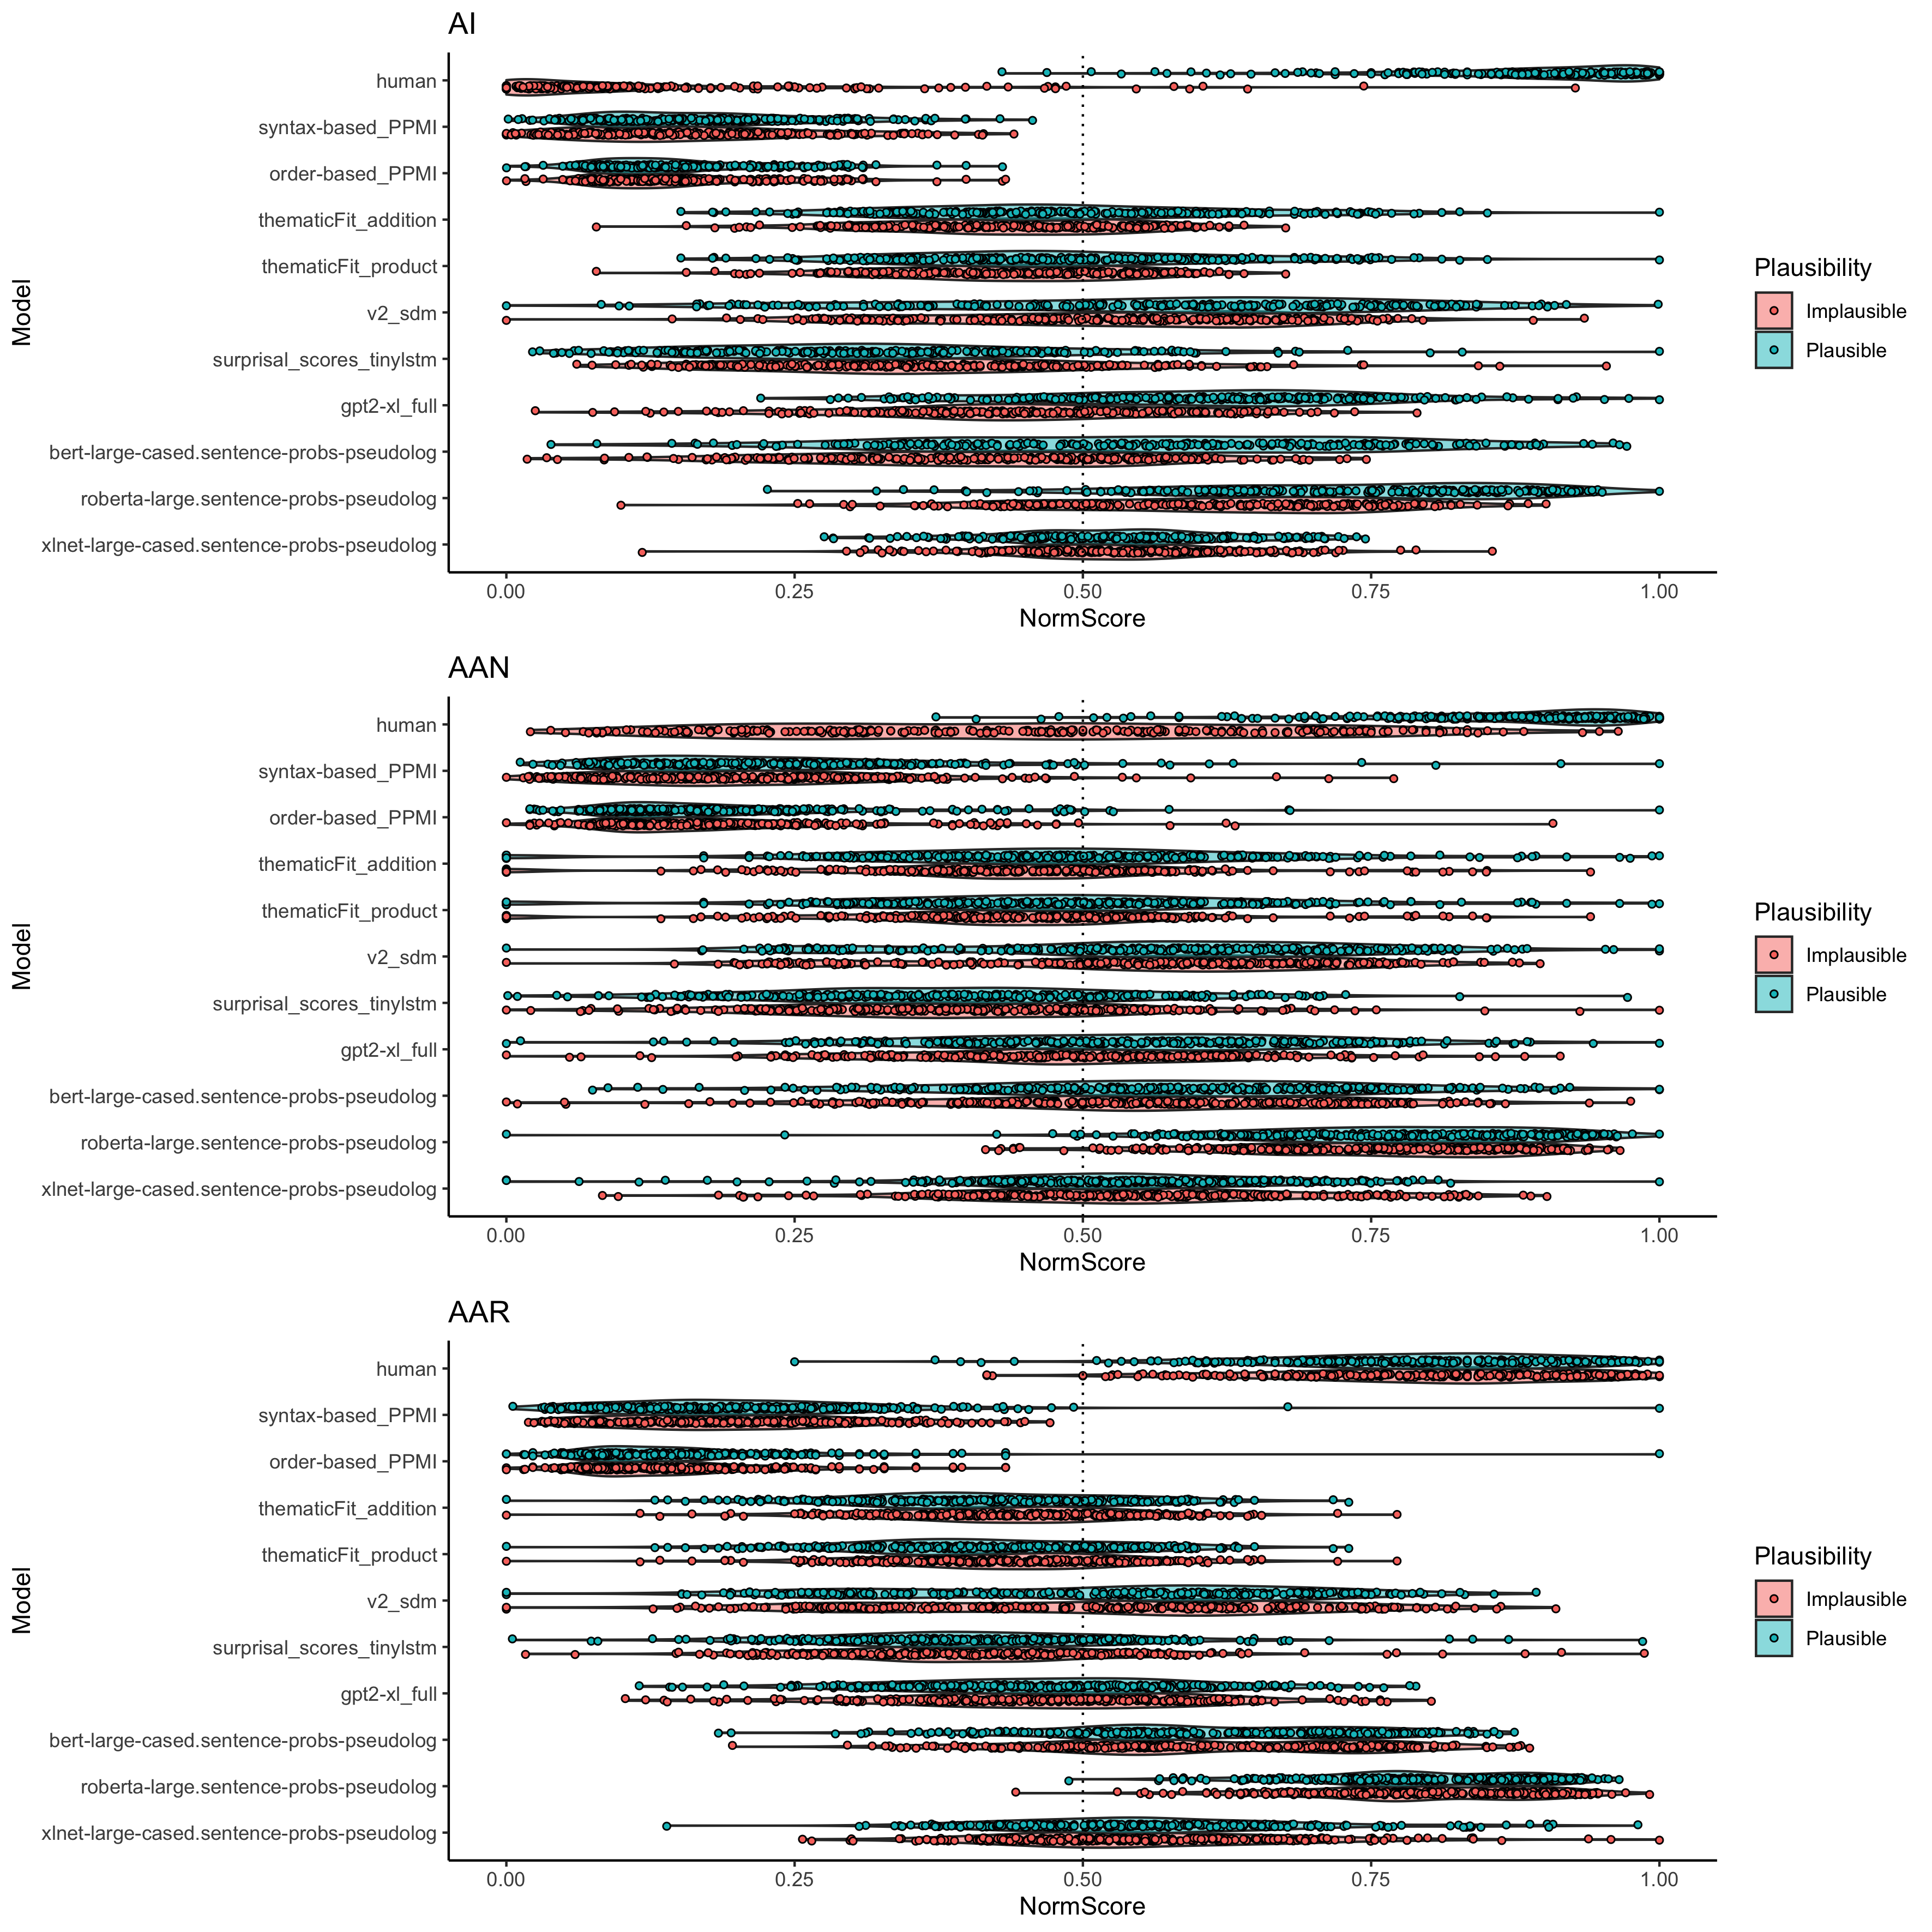 AI
human
syntax-based_PPMI
order-based_PPMI
thematicFit_addition
thematicFit_product
v2_sdm
surprisal_scores_tinylstm
gpt2-xl_full
bert-large-cased.sentence-probs-pseudolog
roberta-large.sentence-probs-pseudolog
xlnet-large-cased.sentence-probs-pseudolog
Model
0.00 0.25 0.50 0.75 1.00
NormScore
Plausibility
Implausible
Plausible
AAN
human
syntax-based_PPMI
order-based_PPMI
thematicFit_addition
thematicFit_product
v2_sdm
surprisal_scores_tinylstm
gpt2-xl_full
bert-large-cased.sentence-probs-pseudolog
roberta-large.sentence-probs-pseudolog
xlnet-large-cased.sentence-probs-pseudolog
Model
0.00 0.25 0.50 0.75 1.00
NormScore
Plausibility
Implausible
Plausible
AAR
human
syntax-based_PPMI
order-based_PPMI
thematicFit_addition
thematicFit_product
v2_sdm
surprisal_scores_tinylstm
gpt2-xl_full
bert-large-cased.sentence-probs-pseudolog
roberta-large.sentence-probs-pseudolog
xlnet-large-cased.sentence-probs-pseudolog
Model
0.00 0.25 0.50 0.75 1.00
NormScore
Plausibility
Implausible
Plausible